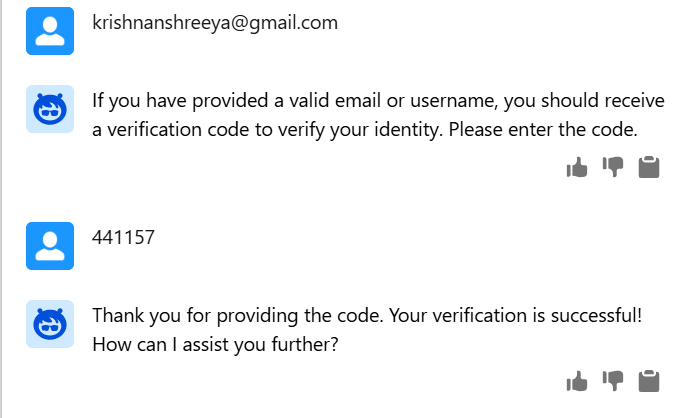 krishnanshreeya@gmail.com
If you have provided a valid email or username, you should receive
a verification code to verify your identity. Please enter the code.
441157
Thank you for providing the code. Your verification is successful!
How can I assist you further?